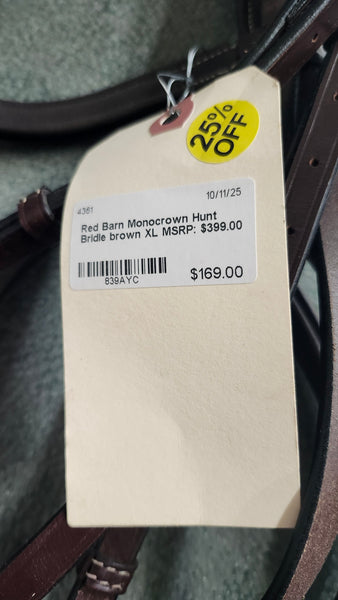 25%
OFF
4361 10/11/25
Red Barn Monocrown Hunt
Bridle brown XL MSRP: $399.00
839AYC $169.00